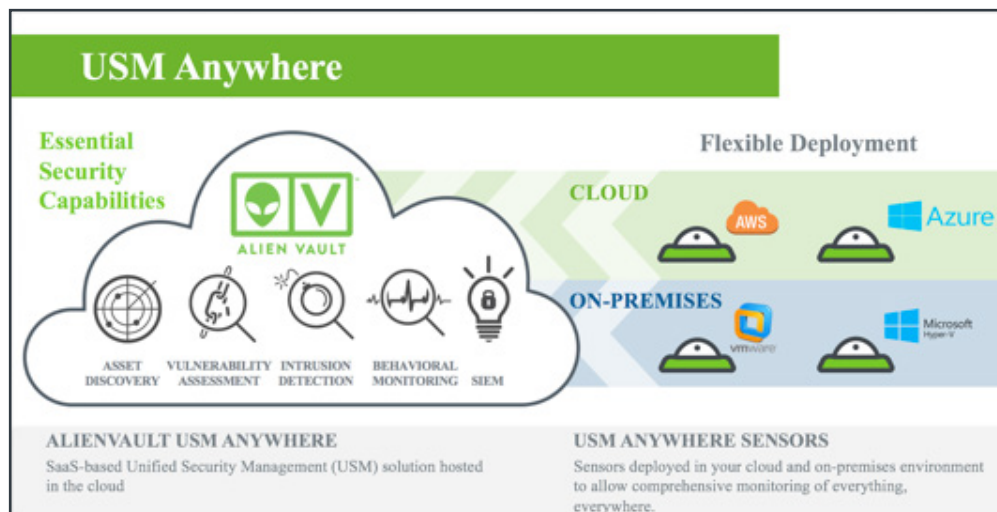 USM Anywhere
Essential
Security
Capabilities
ALIEN VAULT
ASSET
DISCOVERY
VULNERABILITY
ASSESSMENT
INTRUSION
DETECTION
BEHAVIORAL
MONITORING
SIEM
Flexible Deployment
CLOUD
AWS
Azure
ON-PREMISES
vmware
Microsoft
Hyper-V
ALIENVAULT USM ANYWHERE
SaaS-based Unified Security Management (USM) solution hosted
in the cloud
USM ANYWHERE SENSORS
Sensors deployed in your cloud and on-premises environment
to allow comprehensive monitoring of everything,
everywhere.